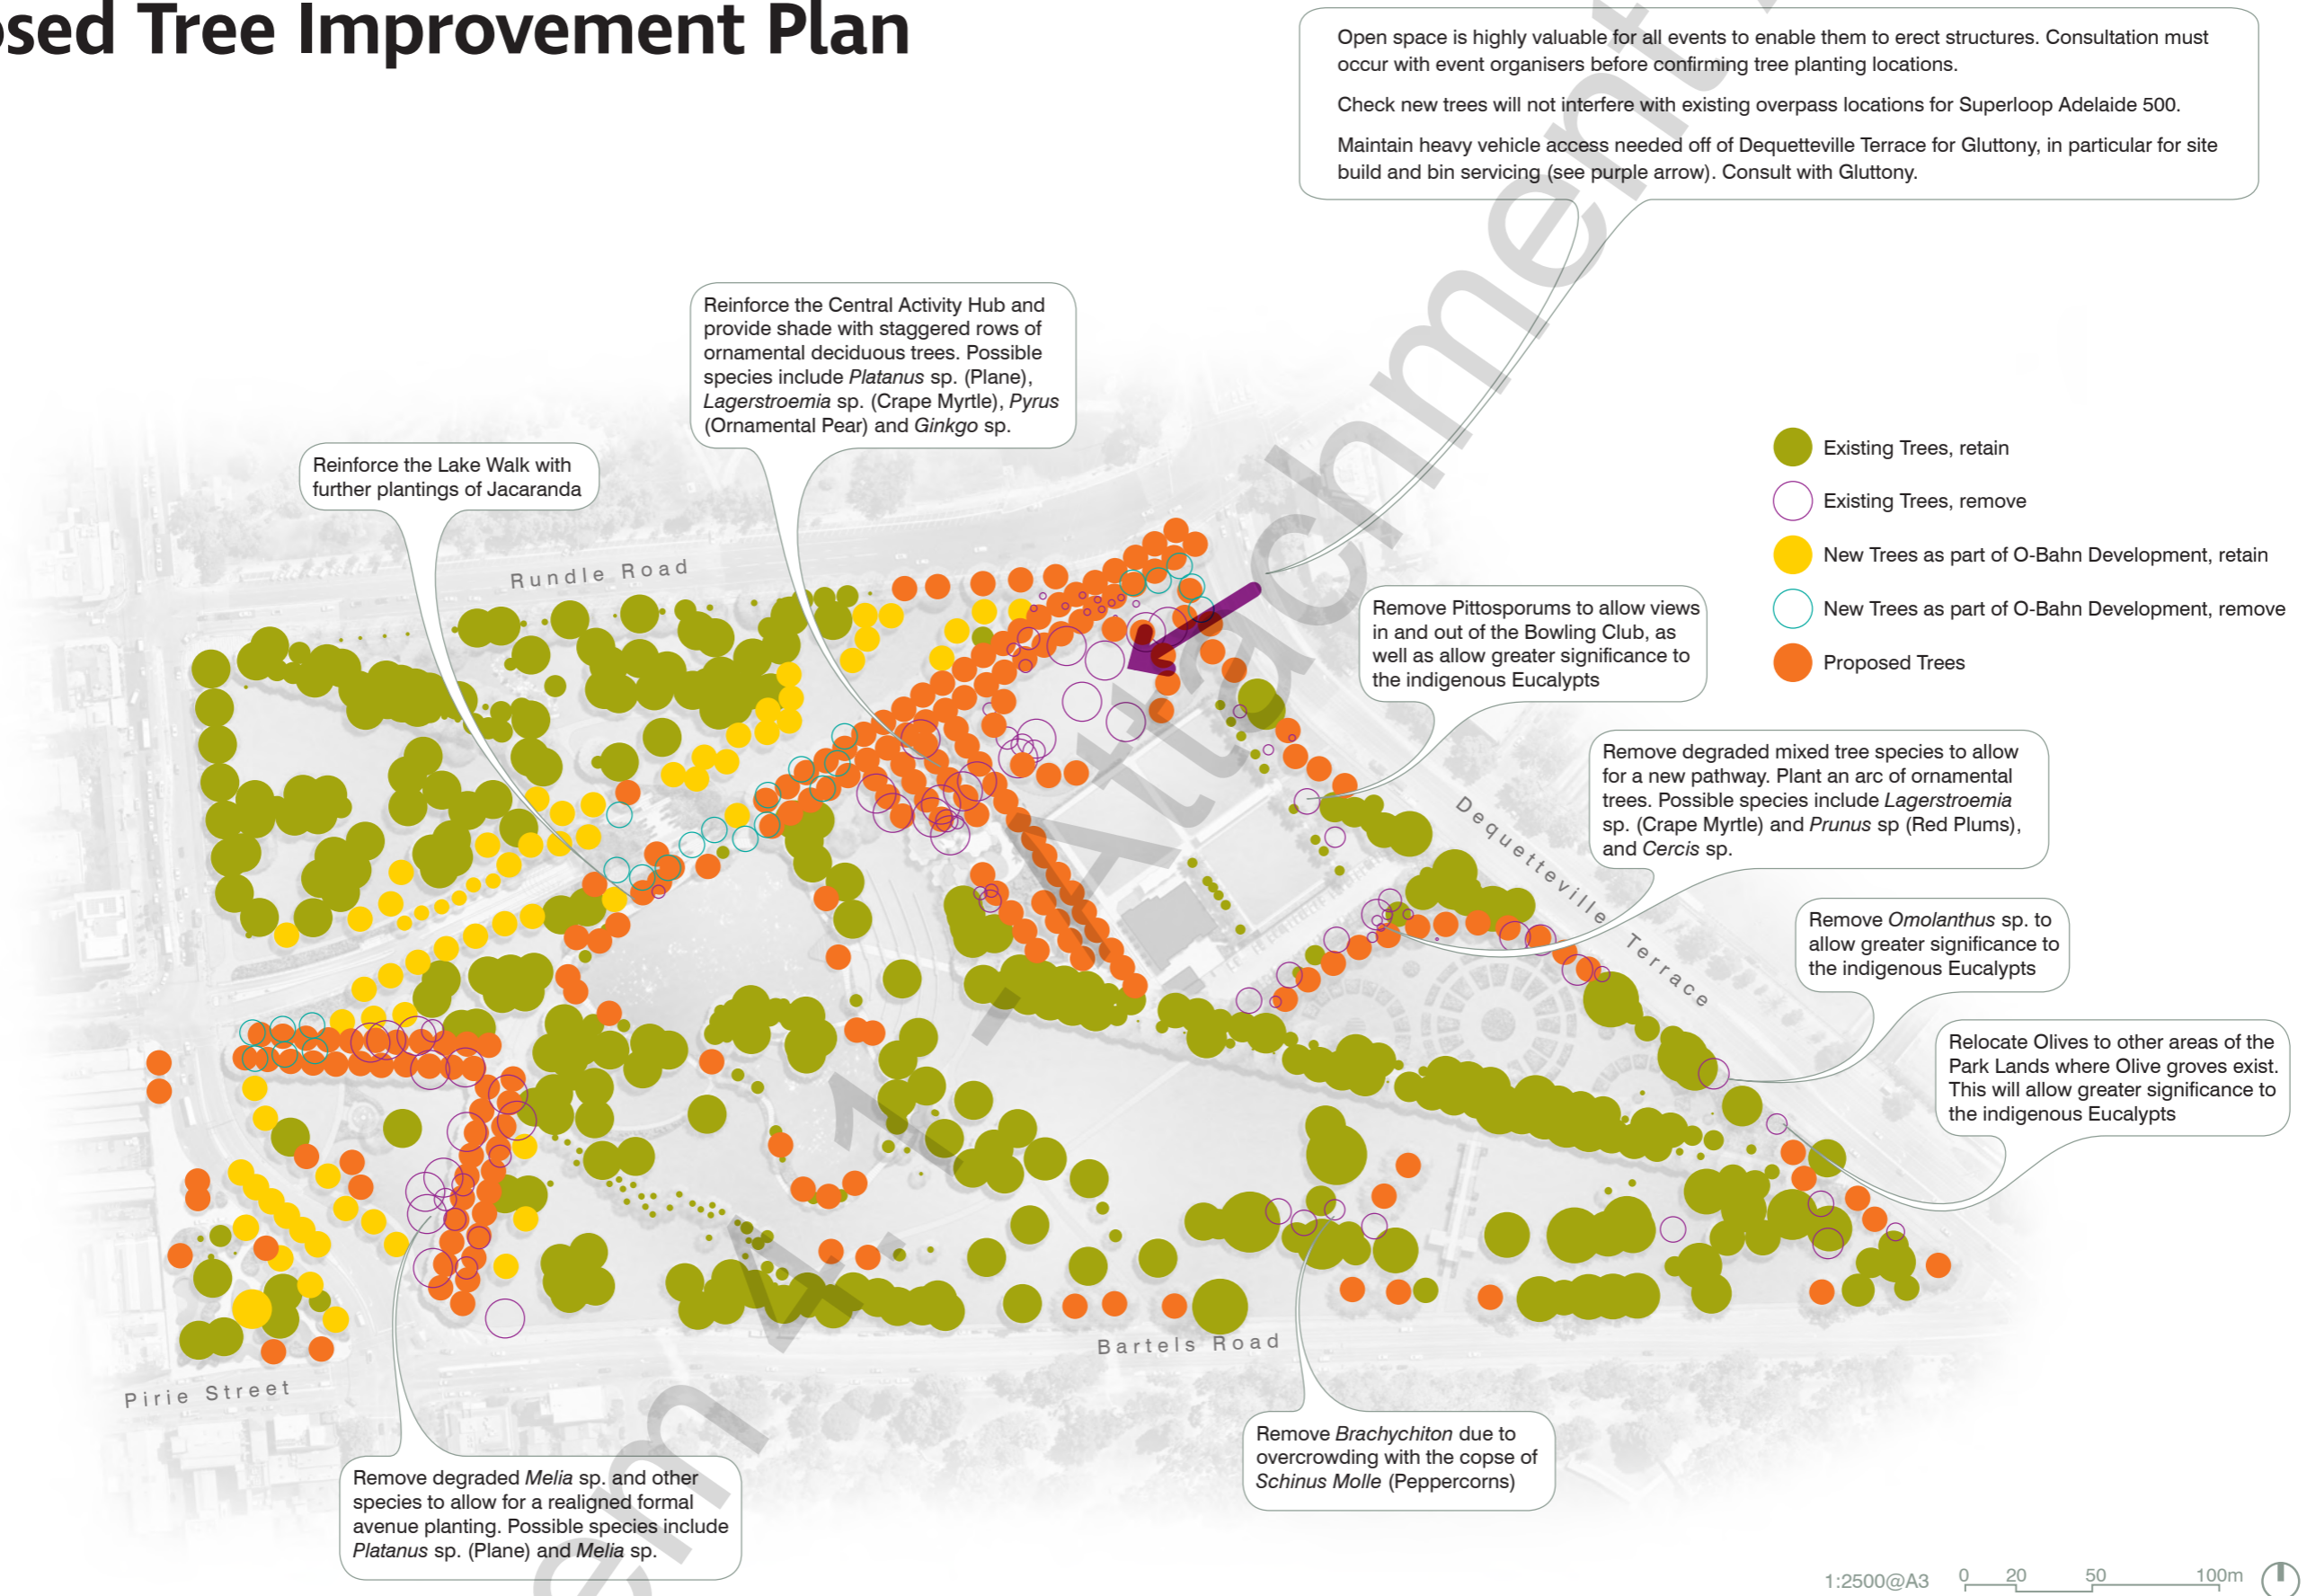 osed Tree Improvement Plan
Open space is highly valuable for all events to enable them to erect structures. Consultation must
occur with event organisers before confirming tree planting locations.
Check new trees will not interfere with existing overpass locations for Superloop Adelaide 500.
Maintain heavy vehicle access needed off of Dequetteville Terrace for Gluttony, in particular for site
build and bin servicing (see purple arrow). Consult with Gluttony.
Reinforce the Central Activity Hub and
provide shade with staggered rows of
ornamental deciduous trees. Possible
species include Platanus sp. (Plane),
Lagerstroemia sp. (Crape Myrtle), Pyrus
(Ornamental Pear) and Ginkgo sp.
Reinforce the Lake Walk with
further plantings of Jacaranda
Existing Trees, retain
Existing Trees, remove
New Trees as part of O-Bahn Development, retain
New Trees as part of O-Bahn Development, remove
Proposed Trees
Rundle Road
Remove Pittosporums to allow views
in and out of the Bowling Club, as
well as allow greater significance to
the indigenous Eucalypts
Remove degraded mixed tree species to allow
for a new pathway. Plant an arc of ornamental
trees. Possible species include Lagerstroemia
sp. (Crape Myrtle) and Prunus sp (Red Plums),
and Cercis sp.
Dequetteville Terrace
Remove Omolanthus sp. to
allow greater significance to
the indigenous Eucalypts
Relocate Olives to other areas of the
Park Lands where Olive groves exist.
This will allow greater significance to
the indigenous Eucalypts
Bartels Road
Pirie Street
Remove Brachychiton due to
overcrowding with the copse of
Schinus Molle (Peppercorns)
Remove degraded Melia sp. and other
species to allow for a realigned formal
avenue planting. Possible species include
Platanus sp. (Plane) and Melia sp.
1:2500@A3 0 20 50 100m
em 4.1 - Attachment